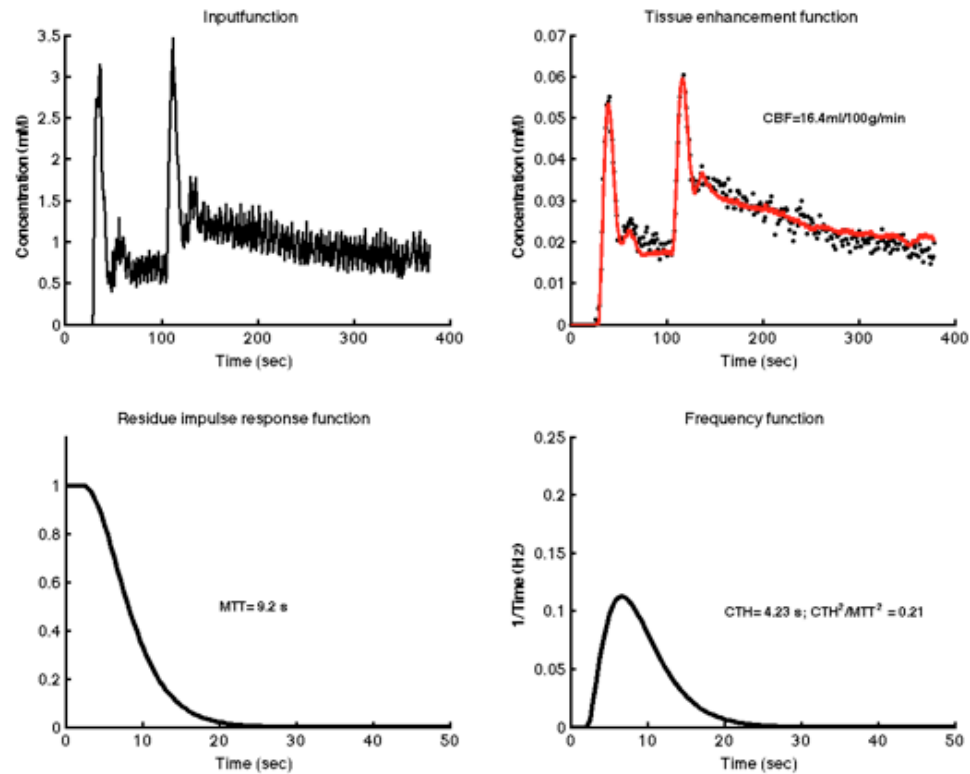 Inputfunction
3.5
3
2.5
2
1.5
1
0.5
0
Concentration (mM)
0 100 200 300 400
Time (sec)
Tissue enhancement function
0.07
0.06
0.05
0.04
0.03
0.02
0.01
0
Concentration (mM)
CBF=16.4ml/100g/min
0 100 200 300 400
Time (sec)
Residue impulse response function
1
0.8
0.6
0.4
0.2
0
MTT= 9.2 s
0 10 20 30 40 50
Time (sec)
Frequency function
0.25
0.2
0.15
0.1
0.05
0
1/Time (Hz)
CTH= 4.23 s; CTH²/MTT² = 0.21
0 10 20 30 40 50
Time (sec)